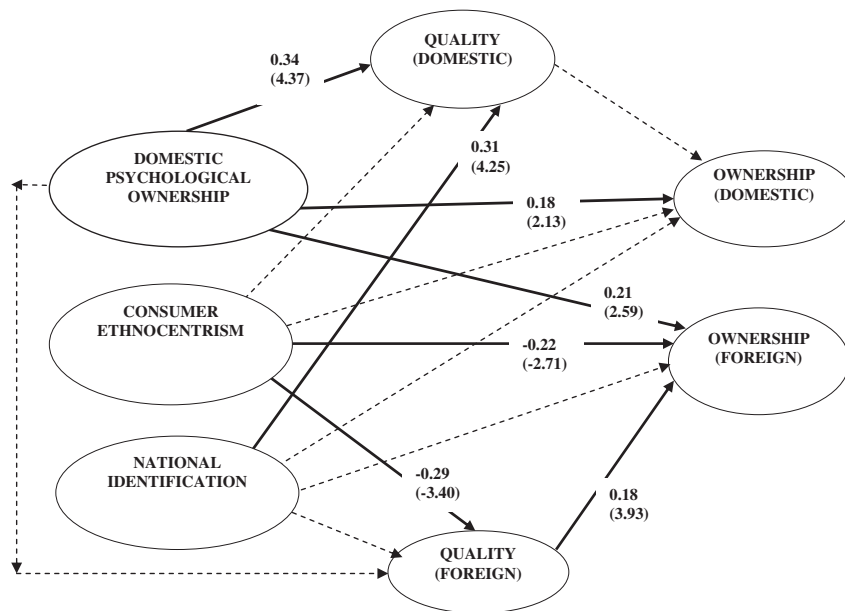 QUALITY
(DOMESTIC)
0.34
(4.37)
DOMESTIC
PSYCHOLOGICAL
OWNERSHIP
0.31
(4.25)
OWNERSHIP
(DOMESTIC)
0.18
(2.13)
CONSUMER
ETHNOCENTRISM
0.21
(2.59)
OWNERSHIP
(FOREIGN)
-0.22
(-2.71)
NATIONAL
IDENTIFICATION
-0.29
(-3.40)
0.18
(3.93)
QUALITY
(FOREIGN)